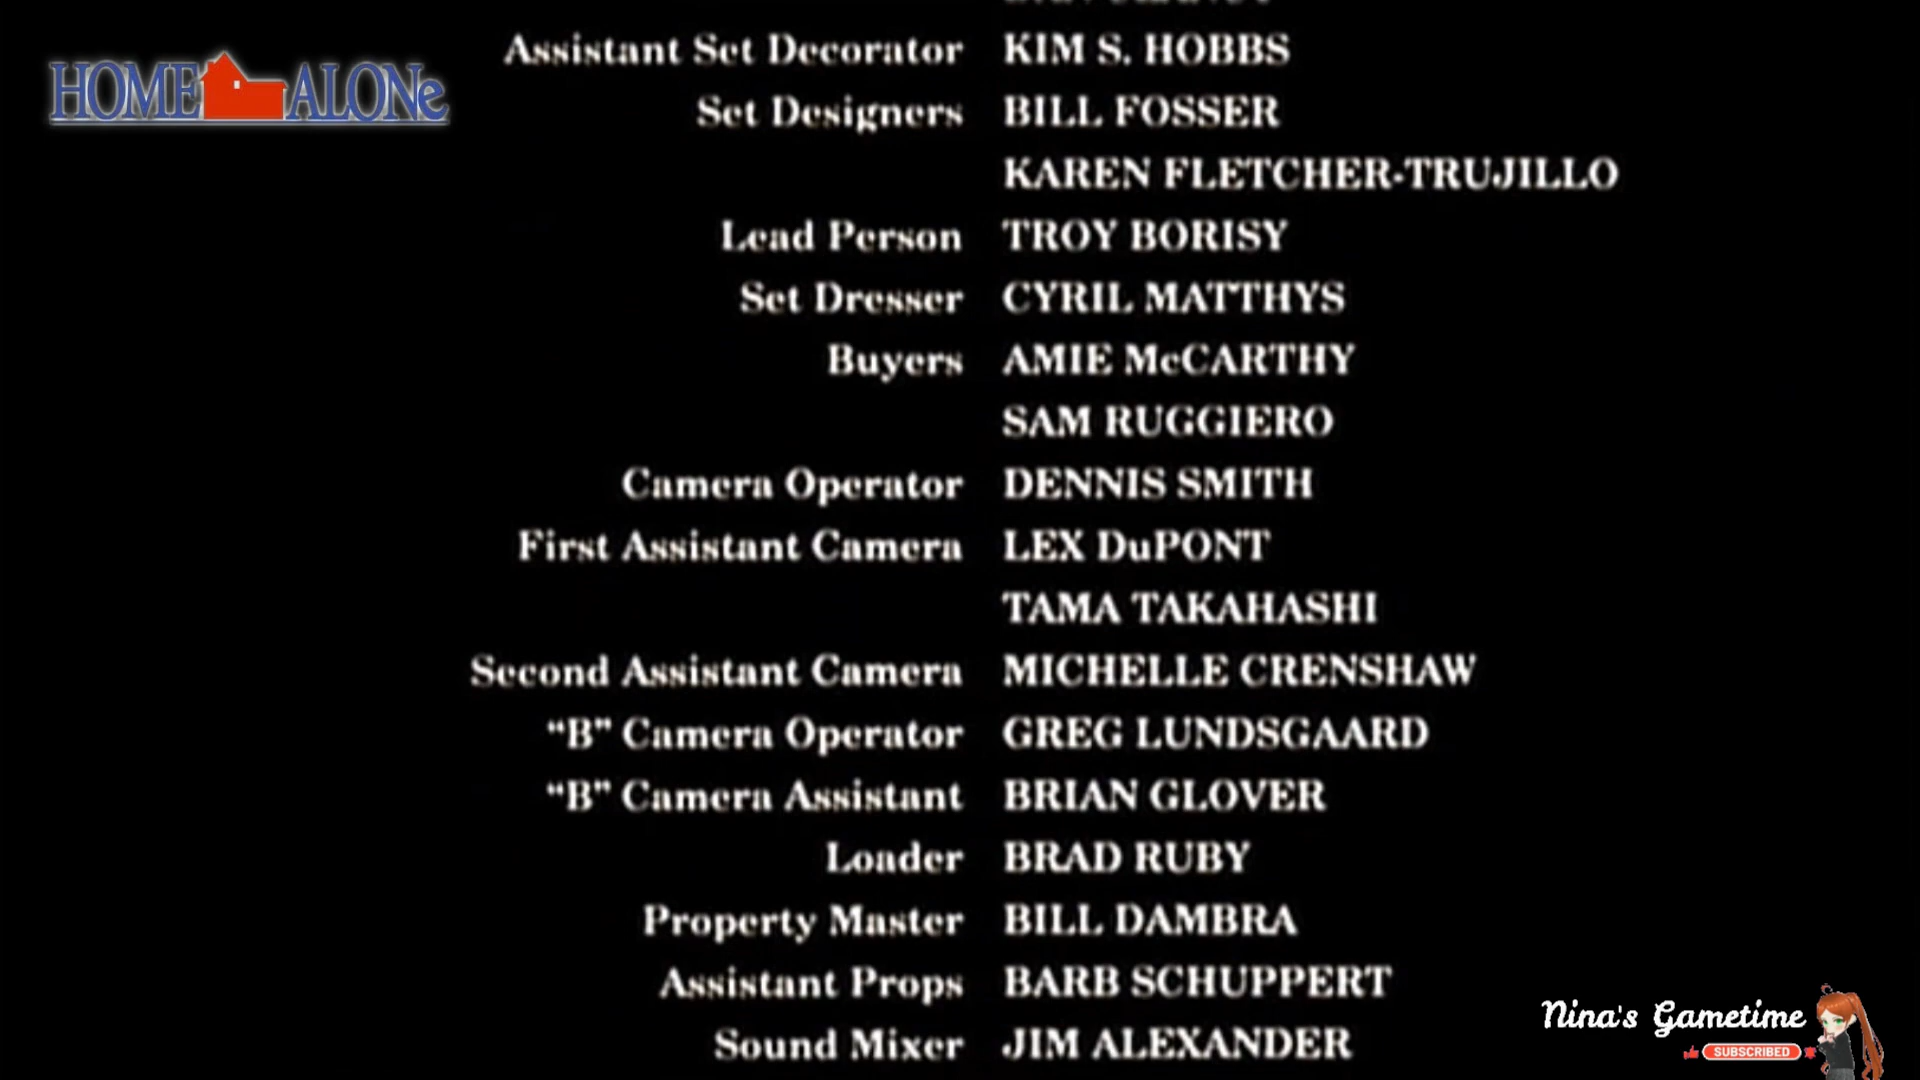 HOME ALONe
Assistant Set Decorator KIM S. HOBBS
Set Designers BILL FOSSER
KAREN FLETCHER-TRUJILLO
Lead Person TROY BORISY
Set Dresser CYRIL MATTHYS
Buyers AMIE McCARTHY
SAM RUGGIERO
Camera Operator DENNIS SMITH
First Assistant Camera LEX DuPONT
TAMA TAKAHASHI
Second Assistant Camera MICHELLE CRENSHAW
“B” Camera Operator GREG LUNDSGAARD
“B” Camera Assistant BRIAN GLOVER
Loader BRAD RUBY
Property Master BILL DAMBRA
Assistant Props BARB SCHUPPERT
Sound Mixer JIM ALEXANDER
Nina's Gametime
SUBSCRIBED